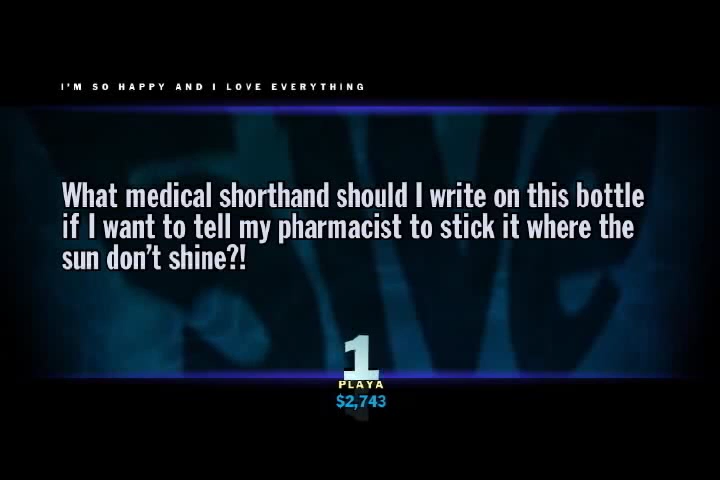 I'M SO HAPPY AND I LOVE EVERYTHING
What medical shorthand should I write on this bottle
if I want to tell my pharmacist to stick it where the
sun don't shine?!
1
PLAYA
$2,743